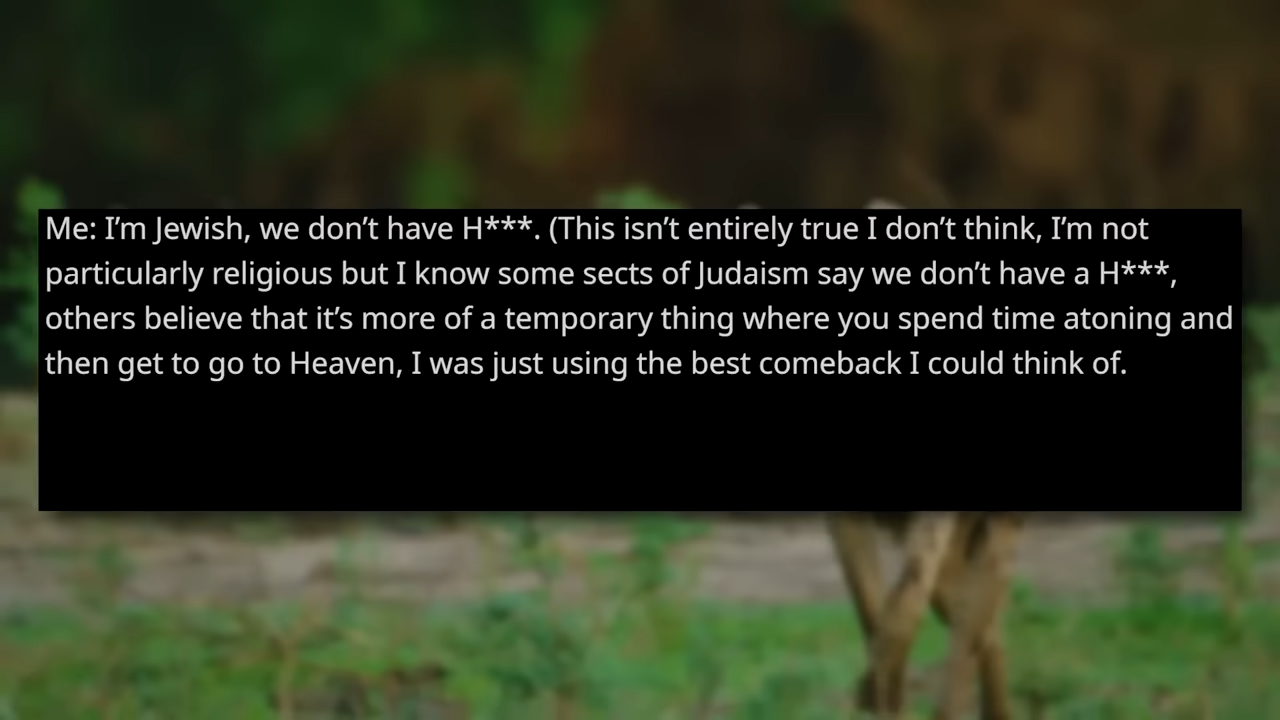 Me: I’m Jewish, we don’t have H***. (This isn’t entirely true I don’t think, I’m not
particularly religious but I know some sects of Judaism say we don’t have a H***,
others believe that it’s more of a temporary thing where you spend time atoning and
then get to go to Heaven, I was just using the best comeback I could think of.